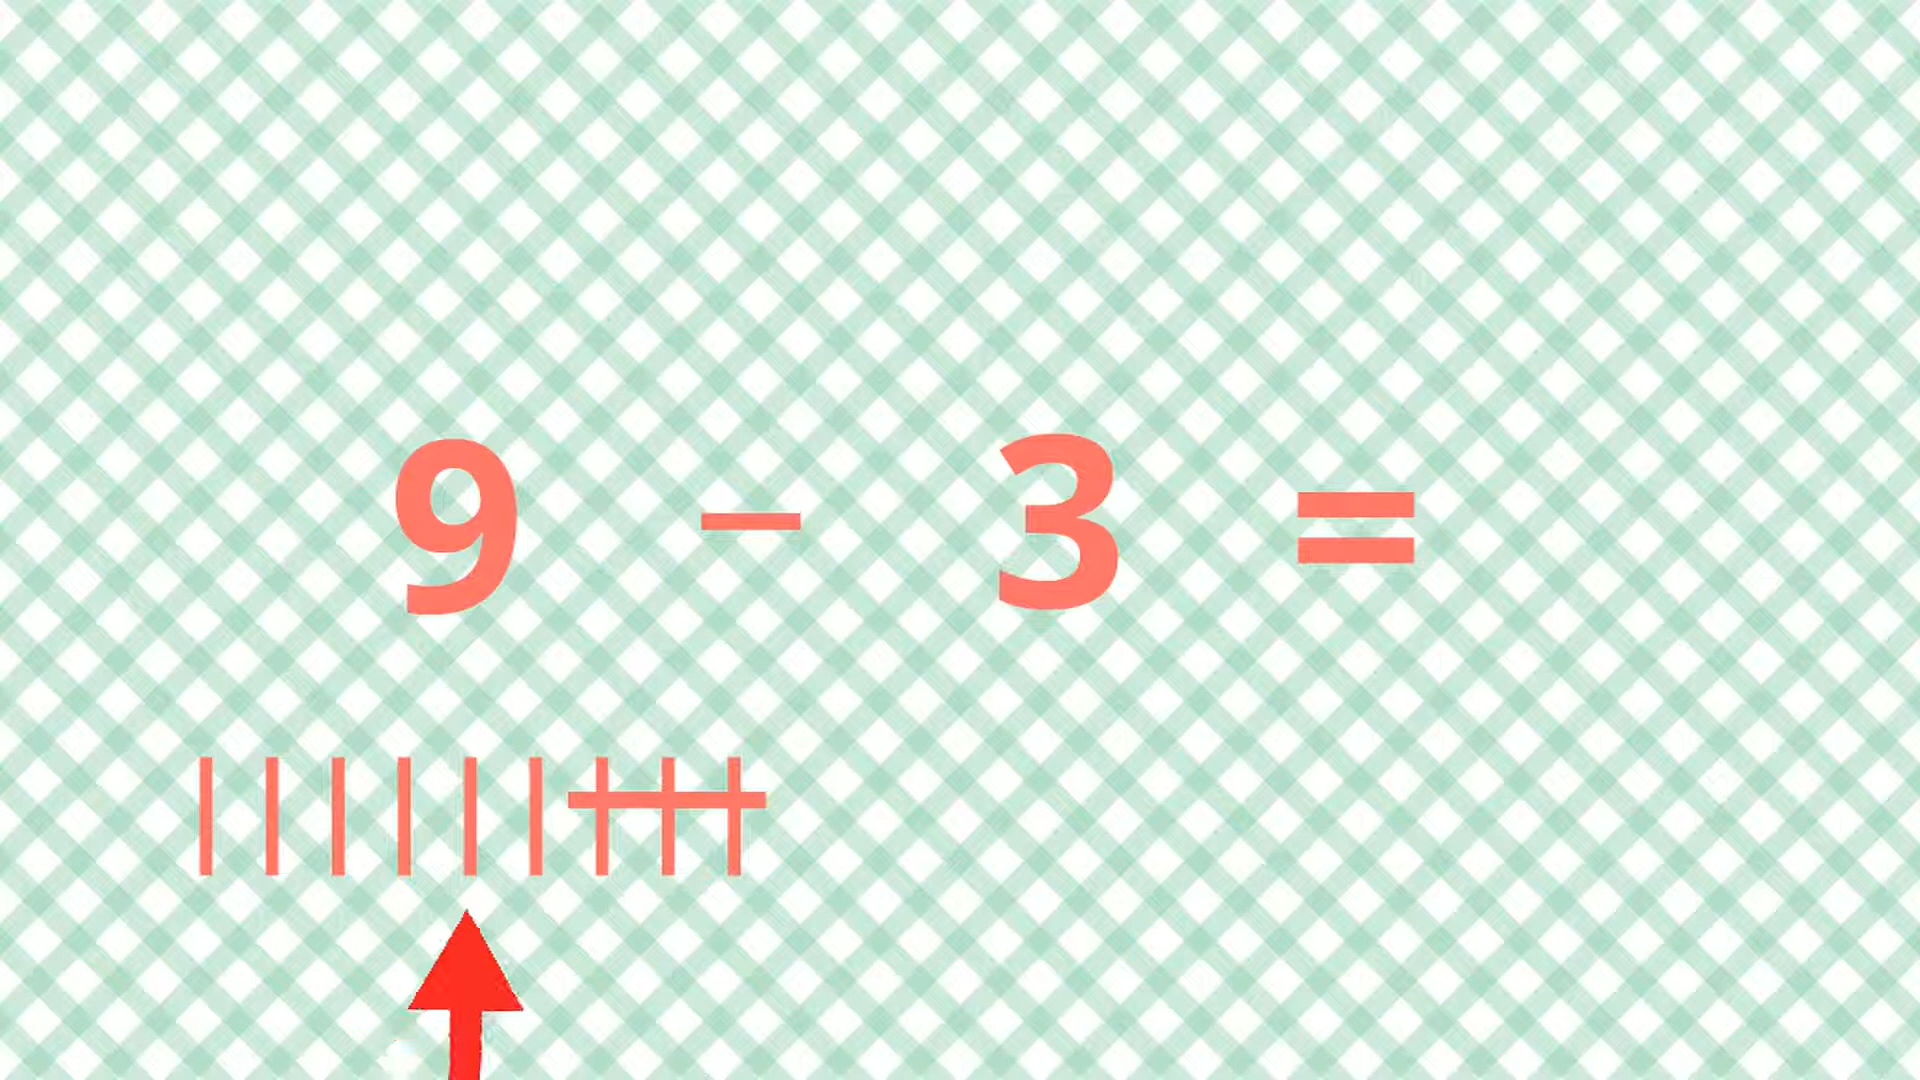 9 – 3 =